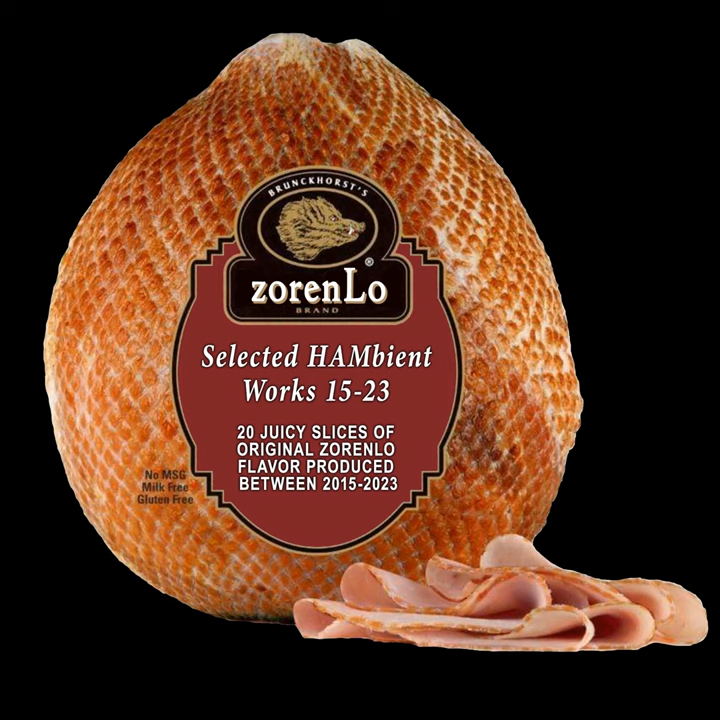 BRUNCKHORST'S
®
zorenLo
BRAND
Selected HAMbient
Works 15-23
20 JUICY SLICES OF
ORIGINAL ZORENLO
FLAVOR PRODUCED
BETWEEN 2015-2023
No MSG
Milk Free
Gluten Free